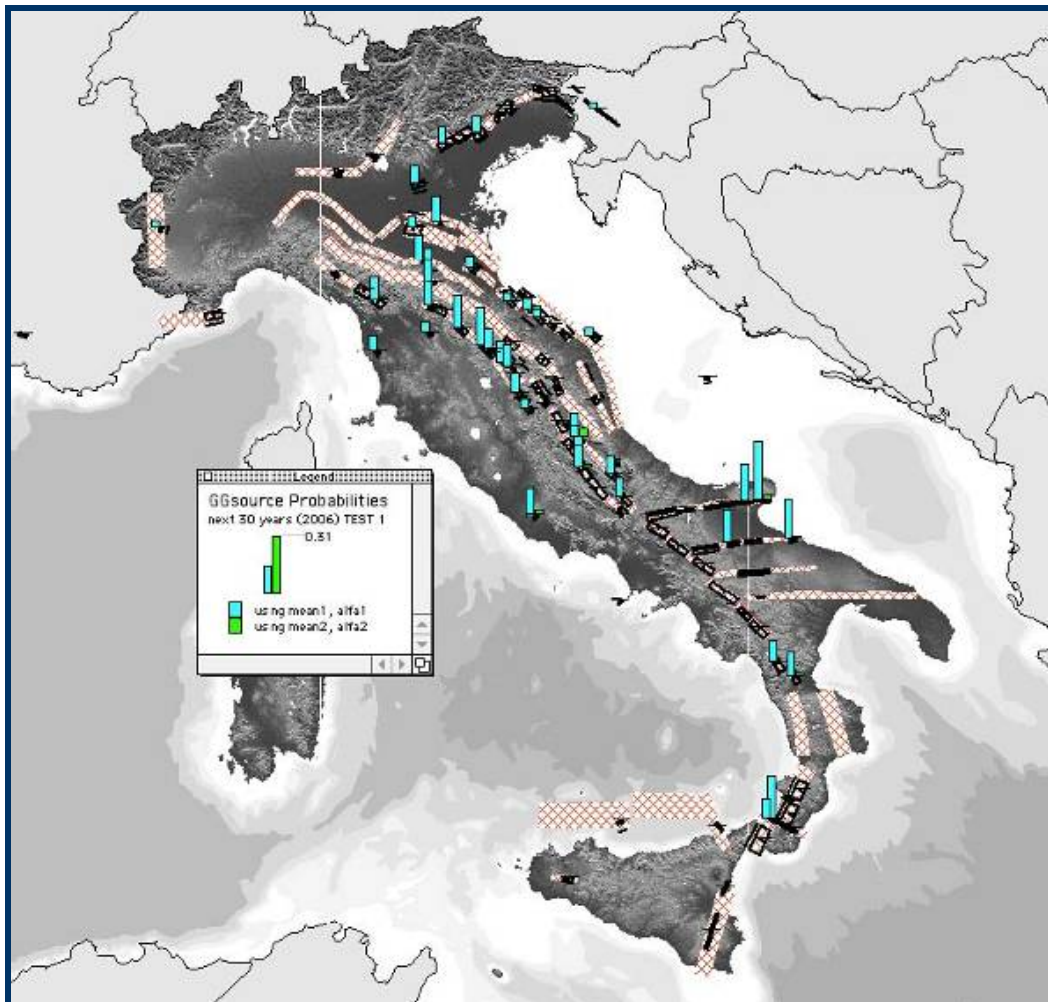 Legend
GGsource Probabilities
next 30 years (2006) TEST 1
0.31
using mean1, alfa1
using mean2, alfa2